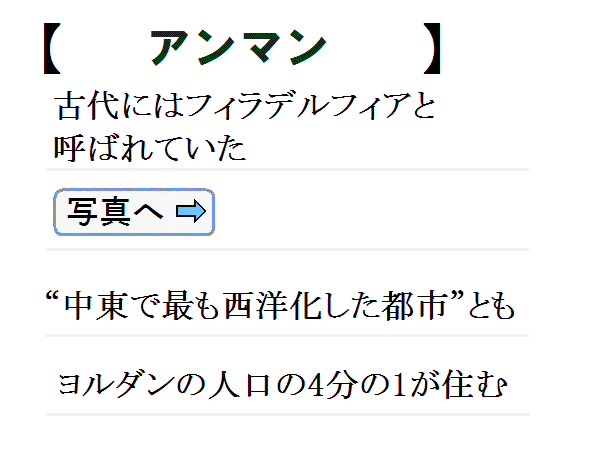 【 アンマン 】
古代にはフィラデルフィアと
呼ばれていた
写真へ
“中東で最も西洋化した都市”とも
ヨルダンの人口の4分の1が住む